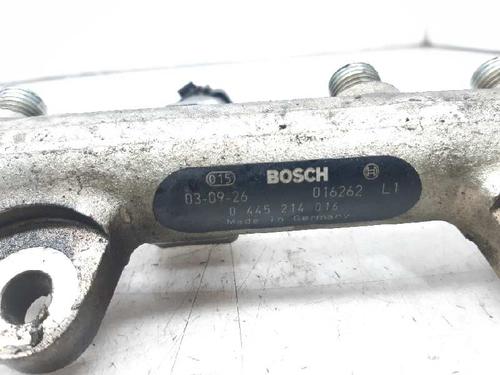 015 BOSCH
03-09-26 016262 L1
0 445 214 016
Made in Germany